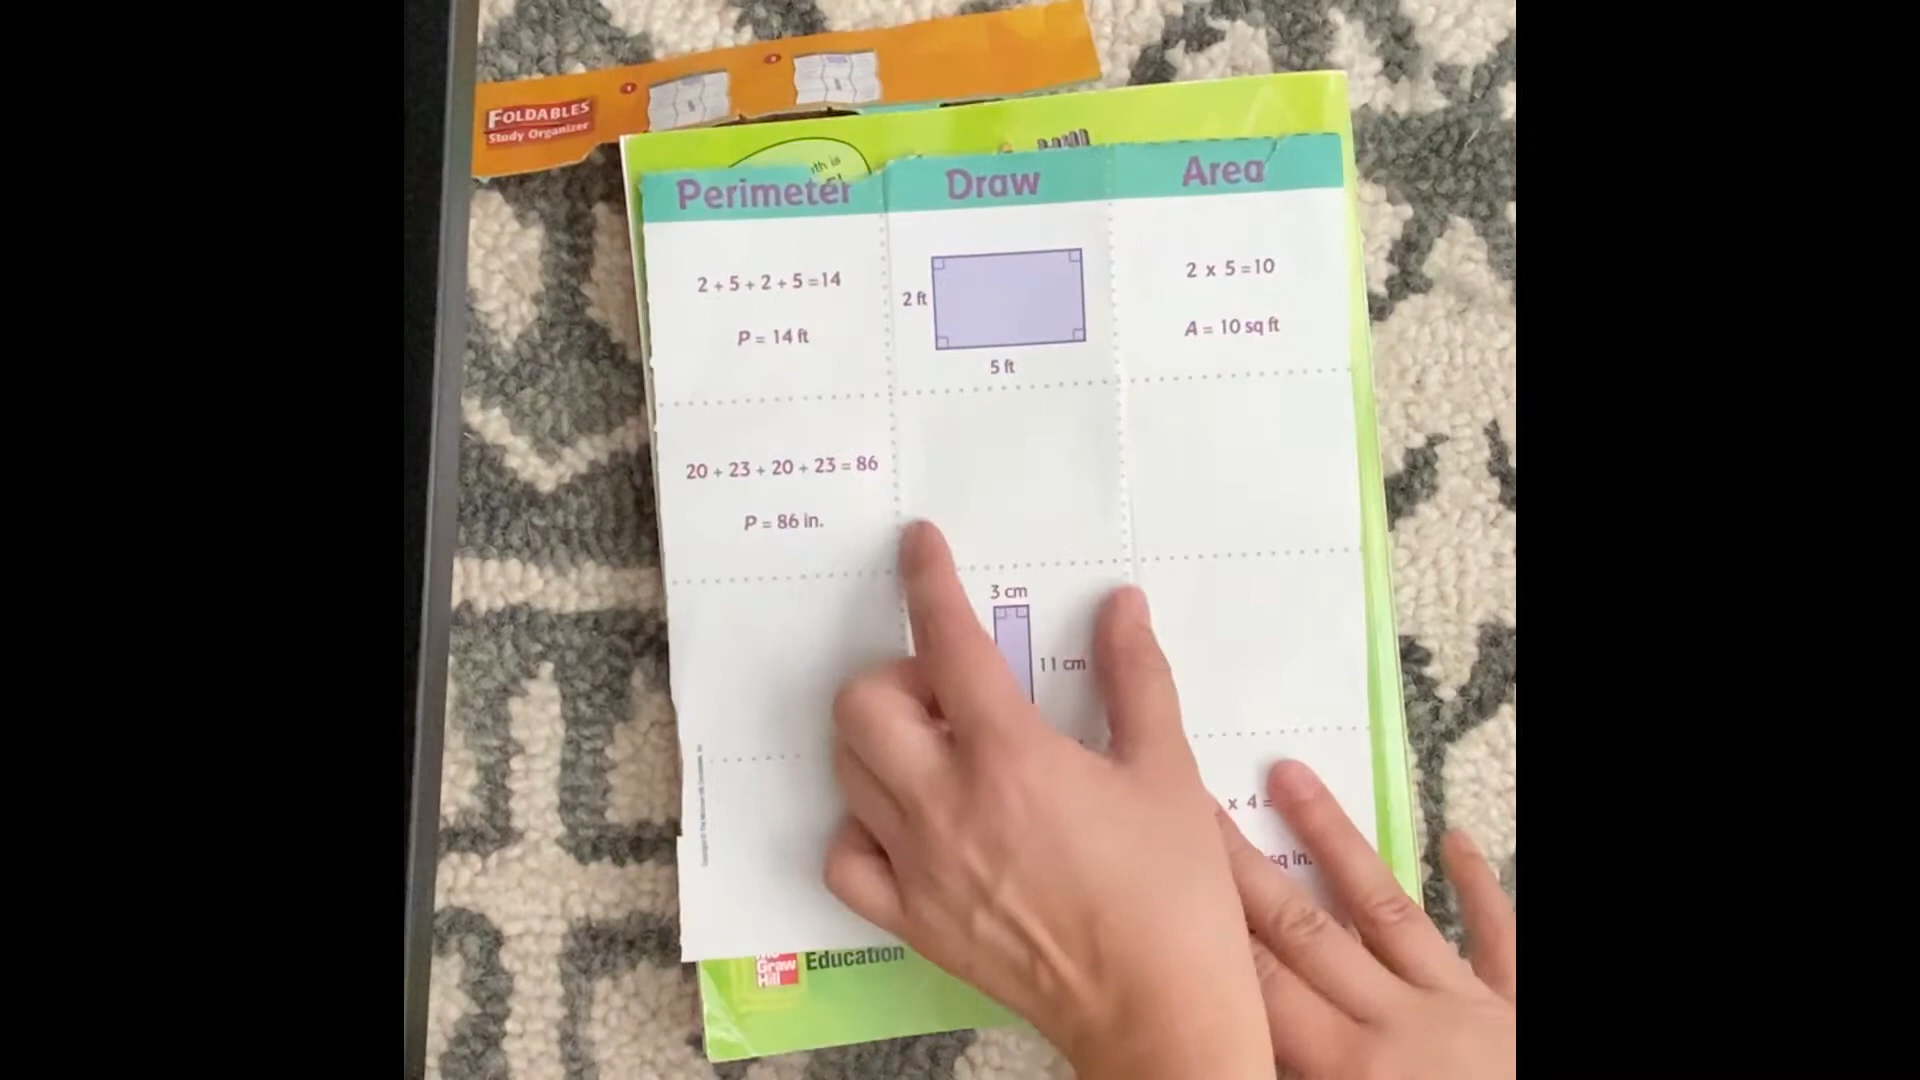 FOLDABLES
Study Organizer
Perimeter
Draw
Area
2 + 5 + 2 + 5 = 14
P = 14 ft
2 ft
5 ft
2 x 5 = 10
A = 10 sq ft
20 + 23 + 20 + 23 = 86
P = 86 in.
3 cm
11 cm
x 4 =
sq in.
Graw
Hill
Education